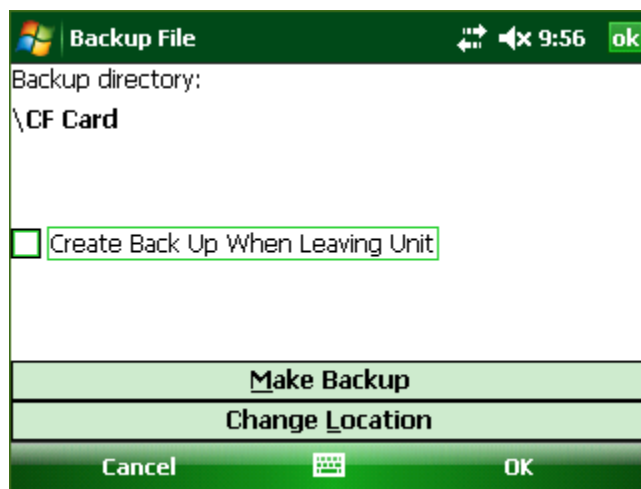 Backup File 9:56 ok
Backup directory:
\CF Card
Create Back Up When Leaving Unit
Make Backup
Change Location
Cancel OK